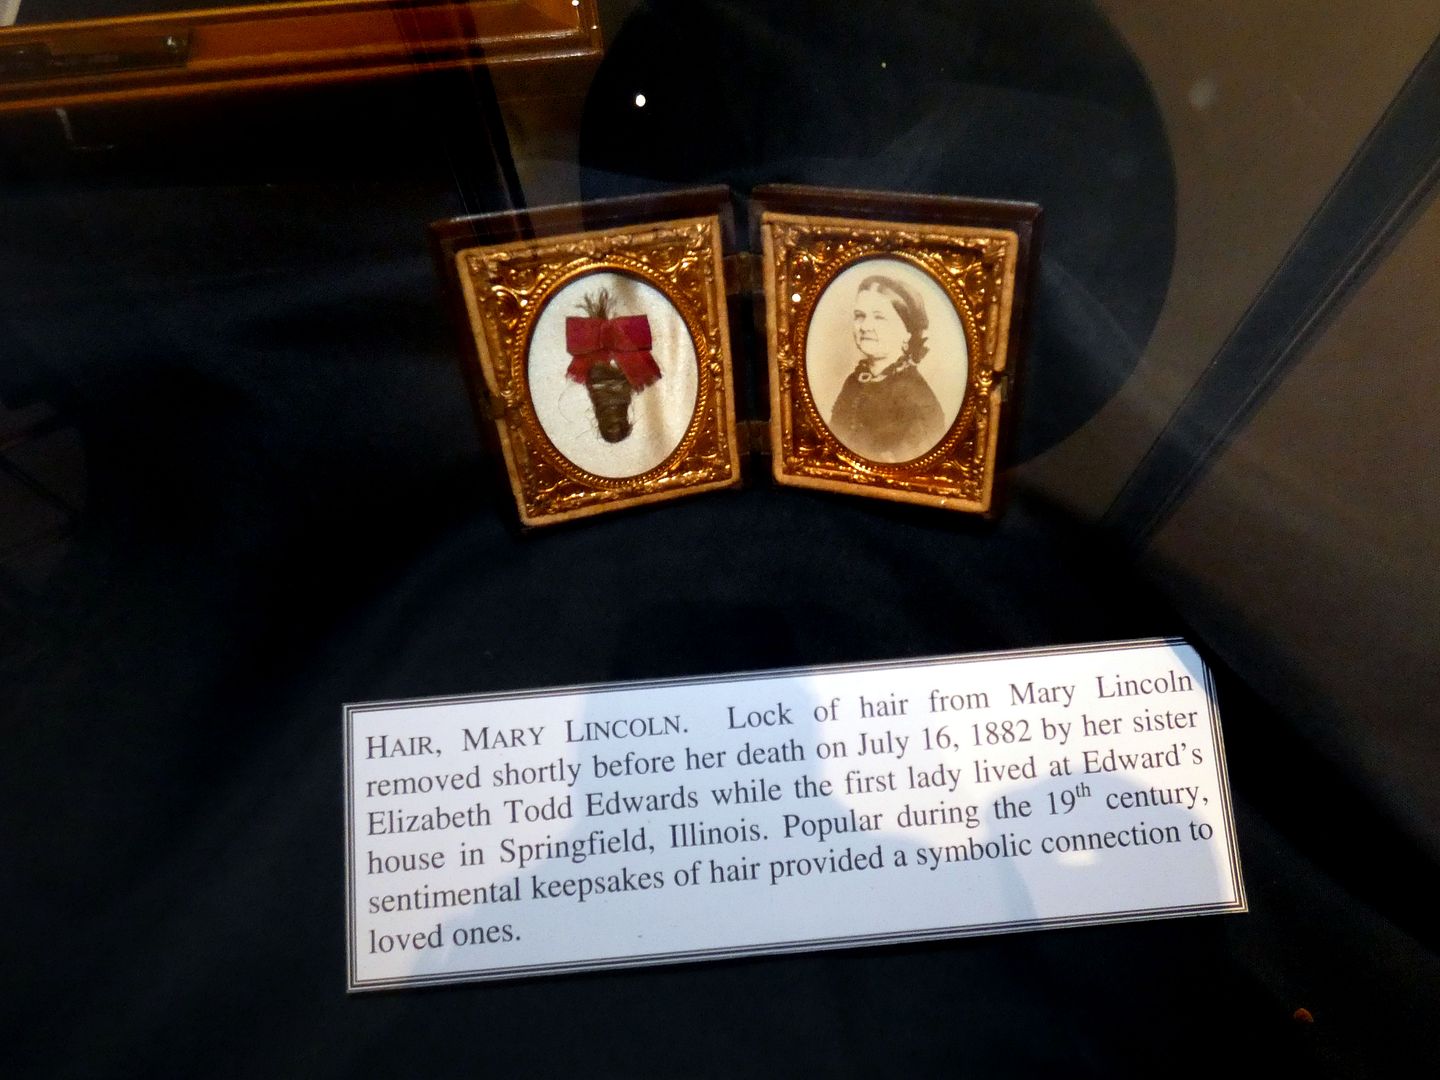 HAIR, MARY LINCOLN. Lock of hair from Mary Lincoln
removed shortly before her death on July 16, 1882 by her sister
Elizabeth Todd Edwards while the first lady lived at Edward's
house in Springfield, Illinois. Popular during the 19th century,
sentimental keepsakes of hair provided a symbolic connection to
loved ones.